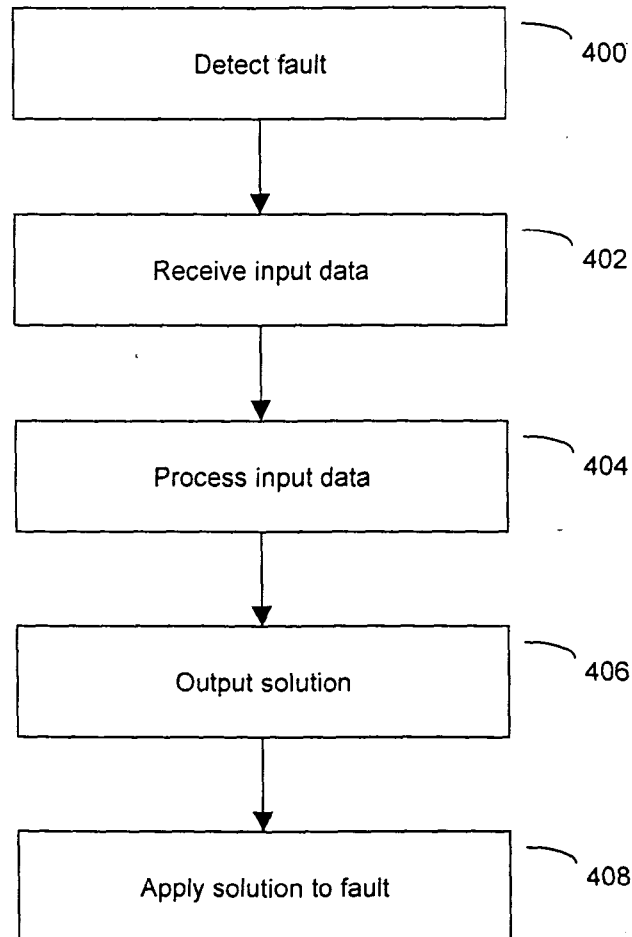 Detect fault
400
Receive input data
402
Process input data
404
Output solution
406
Apply solution to fault
408